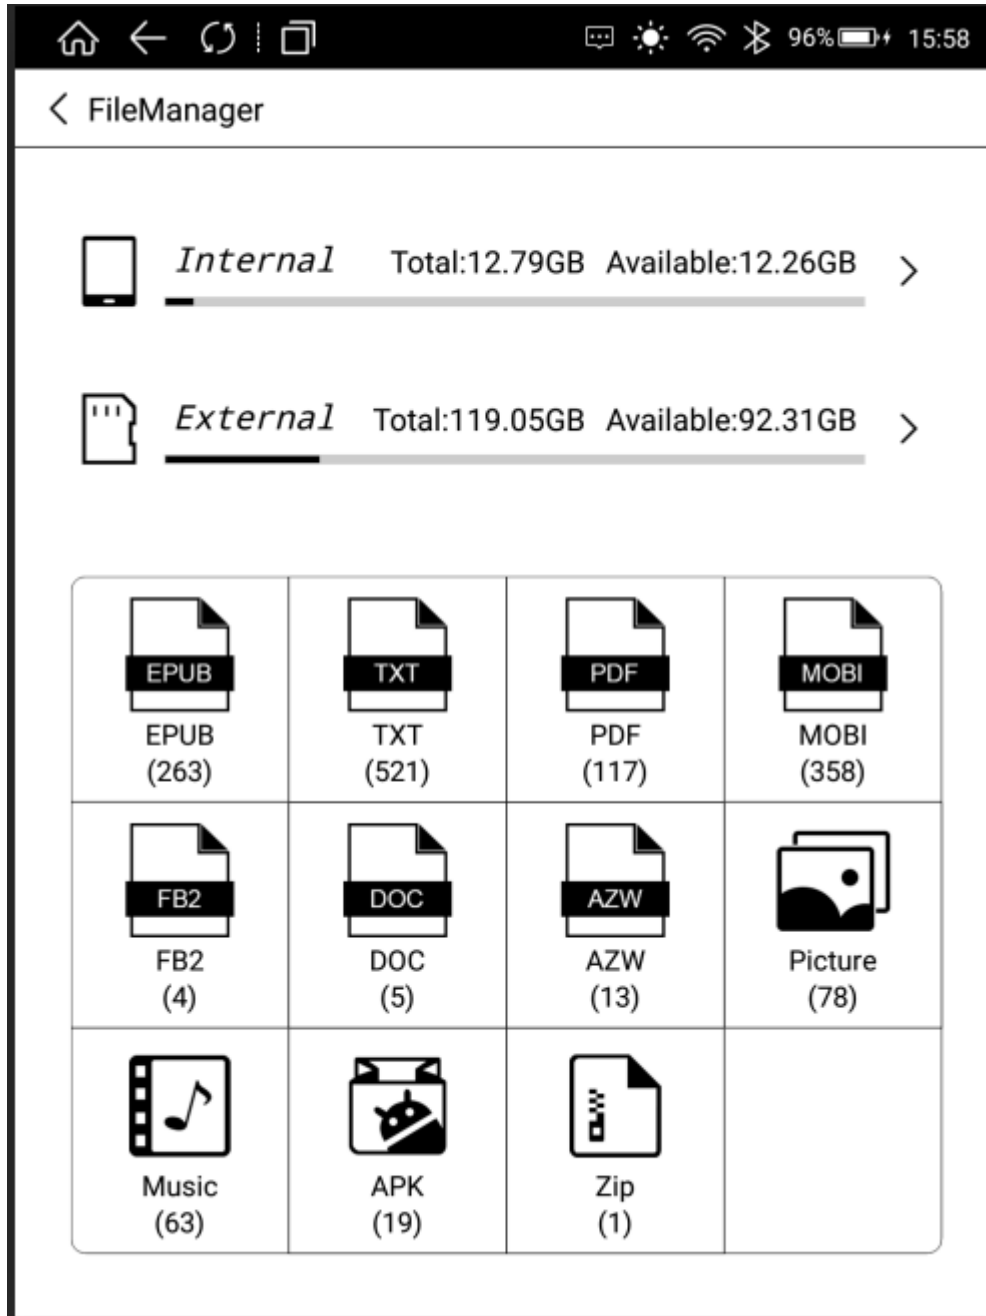 96% 15:58
FileManager
Internal Total:12.79GB Available:12.26GB
External Total:119.05GB Available:92.31GB
EPUB TXT PDF MOBI
EPUB TXT PDF MOBI
(263) (521) (117) (358)
FB2 DOC AZW
FB2 DOC AZW Picture
(4) (5) (13) (78)
Music APK Zip
(63) (19) (1)